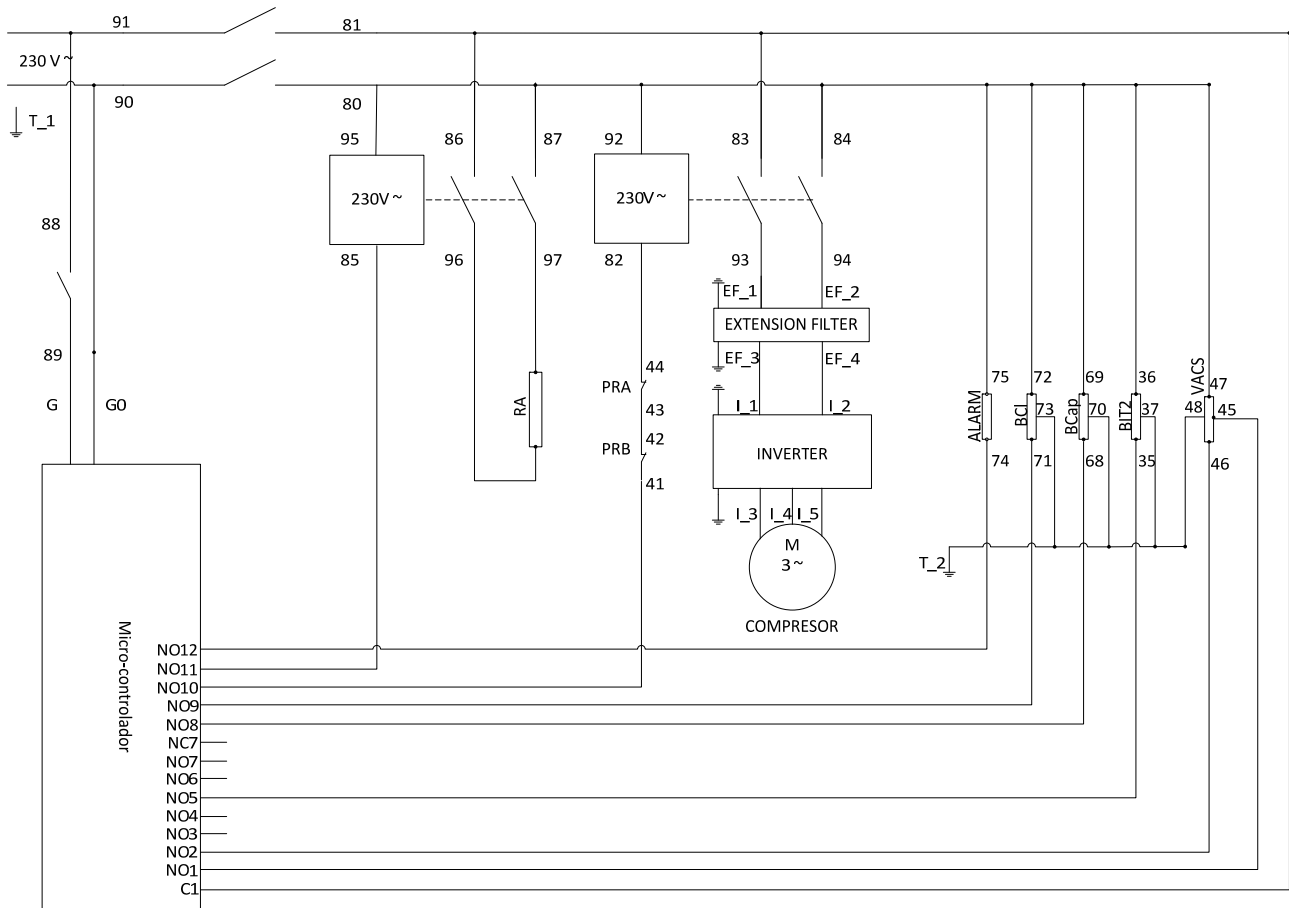 91
81
230 V ~
90
80
T_1
95
86
87
92
83
84
230V ~
230V ~
88
85
96
97
82
93
94
EF_1
EF_2
EXTENSION FILTER
89
EF_3
EF_4
44
PRA
43
G
G0
RA
I_1
I_2
42
PRB
41
INVERTER
I_3
I_4
I_5
M
3 ~
COMPRESOR
75
72
69
36
47
ALARM
BCI
73
BCap
70
BIT2
37
VACS
48
45
74
71
68
35
46
T_2
Micro-controlador
NO12
NO11
NO10
NO9
NO8
NC7
NO7
NO6
NO5
NO4
NO3
NO2
NO1
C1